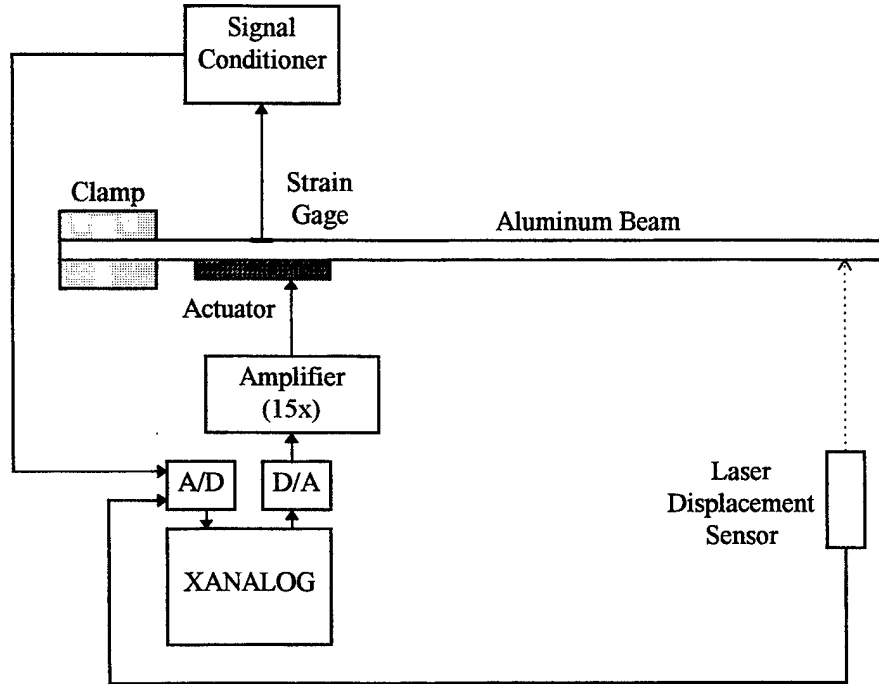 Signal
Conditioner
Clamp
Strain
Gage
Aluminum Beam
Actuator
Amplifier
(15x)
A/D
D/A
Laser
Displacement
Sensor
XANALOG